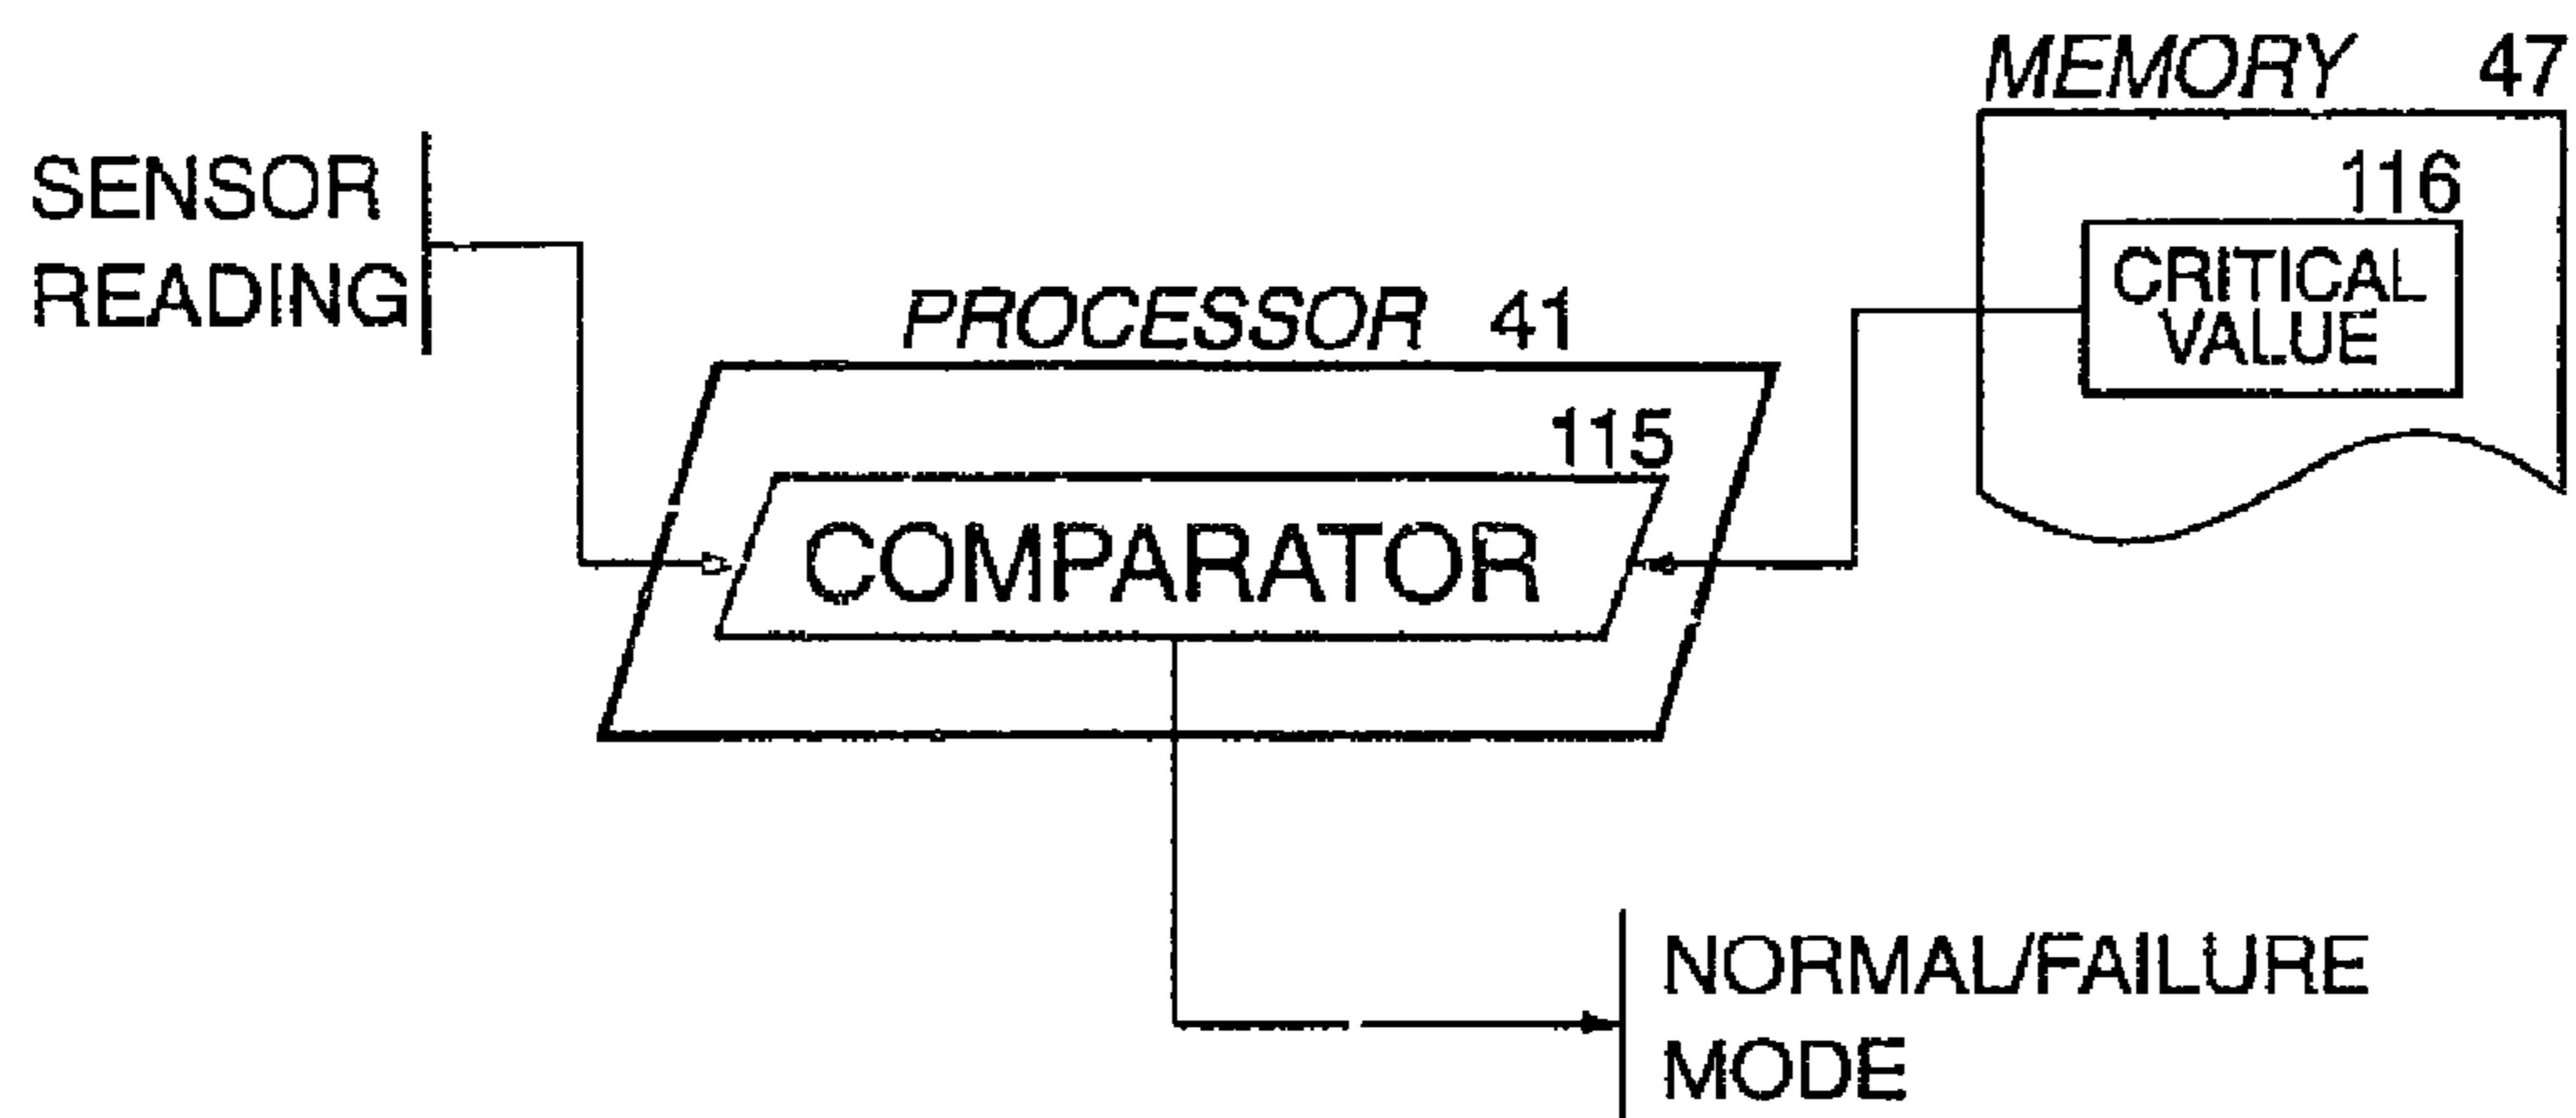 MEMORY 47
SENSOR
READING
116
CRITICAL
VALUE
PROCESSOR 41
115
COMPARATOR
NORMAL/FAILURE
MODE